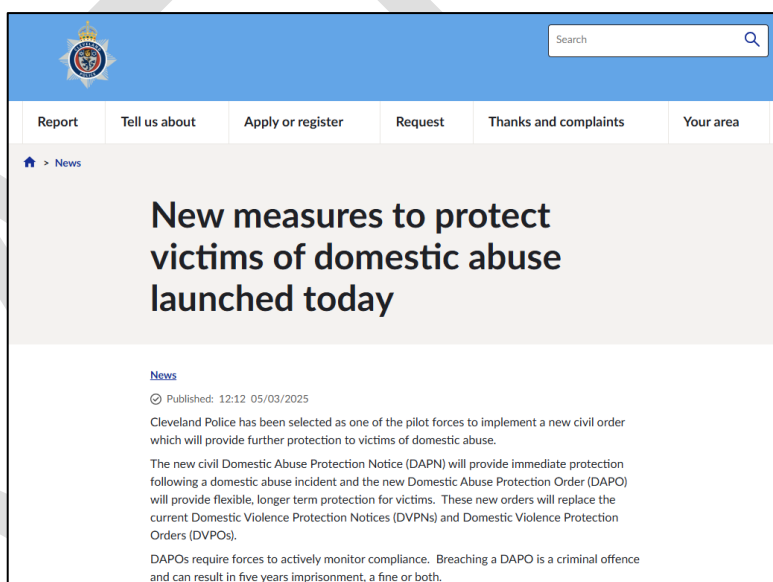 Search
Report Tell us about Apply or register Request Thanks and complaints Your area
> News
New measures to protect
victims of domestic abuse
launched today
News
Published: 12:12 05/03/2025
Cleveland Police has been selected as one of the pilot forces to implement a new civil order
which will provide further protection to victims of domestic abuse.
The new civil Domestic Abuse Protection Notice (DAPN) will provide immediate protection
following a domestic abuse incident and the new Domestic Abuse Protection Order (DAPO)
will provide flexible, longer term protection for victims. These new orders will replace the
current Domestic Violence Protection Notices (DVPNs) and Domestic Violence Protection
Orders (DVPOs).
DAPOs require forces to actively monitor compliance. Breaching a DAPO is a criminal offence
and can result in five years imprisonment, a fine or both.